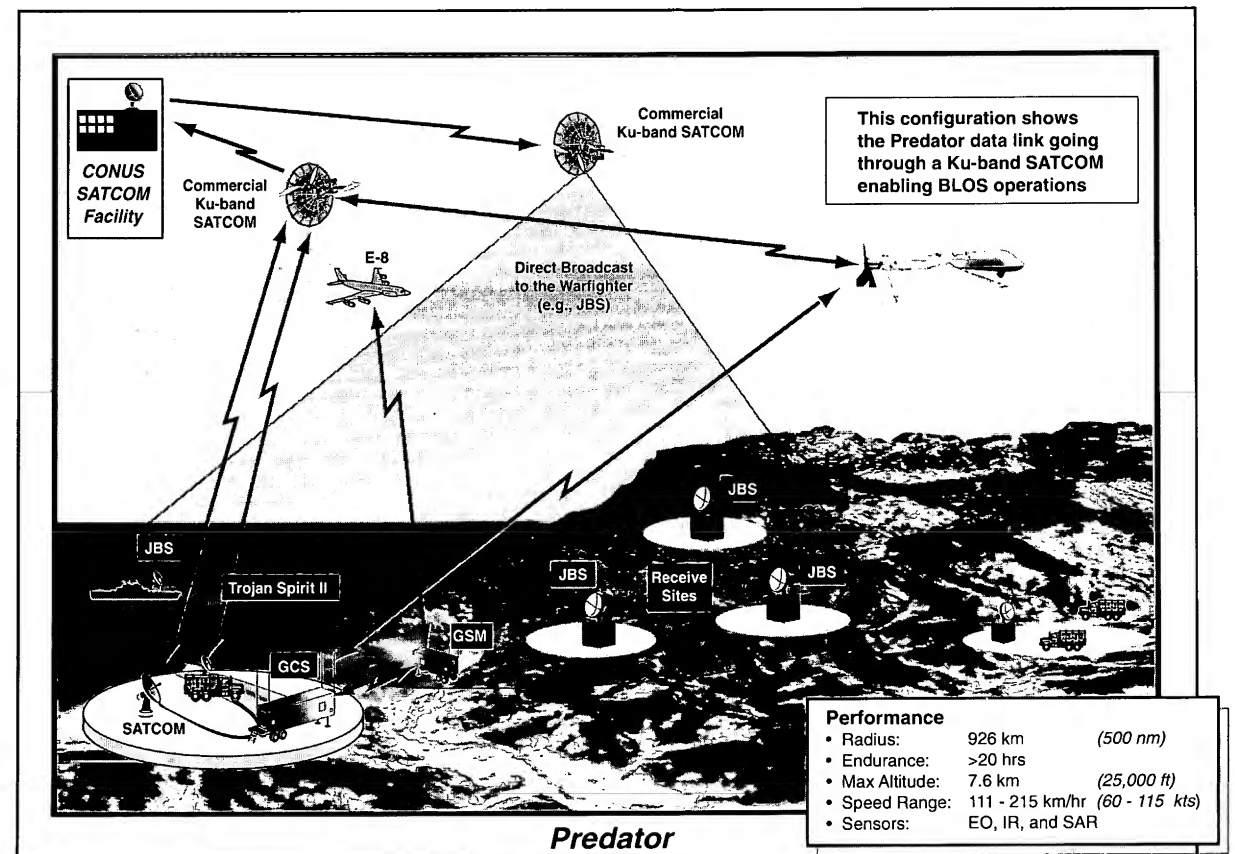 CONUS
SATCOM
Facility
Commercial
Ku-band
SATCOM
Commercial
Ku-band SATCOM
This configuration shows
the Predator data link going
through a Ku-band SATCOM
enabling BLOS operations
E-8
Direct Broadcast
to the Warfighter
(e.g., JBS)
JBS
JBS
Trojan Spirit II
JBS
Receive
Sites
JBS
GSM
GCS
SATCOM
Performance
• Radius: 926 km (500 nm)
• Endurance: >20 hrs
• Max Altitude: 7.6 km (25,000 ft)
• Speed Range: 111 - 215 km/hr (60 - 115 kts)
• Sensors: EO, IR, and SAR
Predator